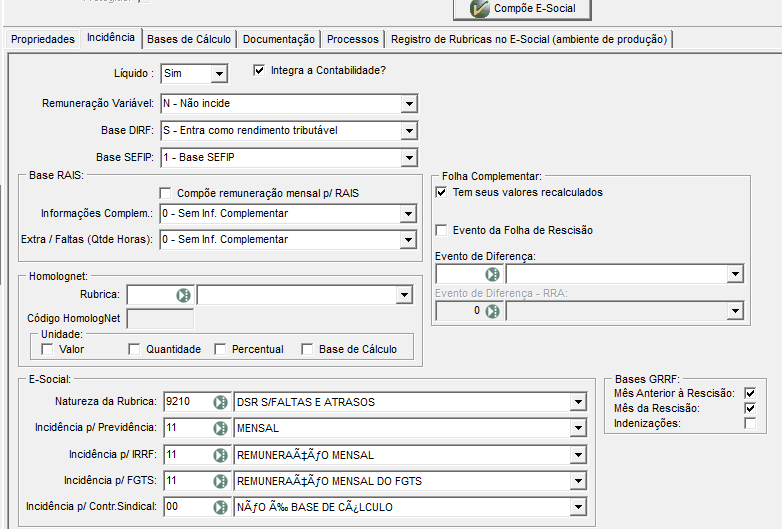 Compõe E-Social
Propriedades
Incidência
Bases de Cálculo
Documentação
Processos
Registro de Rubricas no E-Social (ambiente de produção)
Líquido : Sim
Integra a Contabilidade?
Remuneração Variável: N - Não incide
Base DIRF: S - Entra como rendimento tributável
Base SEFIP: 1 - Base SEFIP
Base RAIS:
Compõe remuneração mensal p/ RAIS
Informações Complem.: 0 - Sem Inf. Complementar
Extra / Faltas (Qtde Horas): 0 - Sem Inf. Complementar
Folha Complementar:
Tem seus valores recalculados
Evento da Folha de Rescisão
Evento de Diferença:
Evento de Diferença - RRA:
0
Homolognet:
Rubrica:
Código HomologNet
Unidade:
Valor
Quantidade
Percentual
Base de Cálculo
E-Social:
Natureza da Rubrica: 9210 DSR S/FALTAS E ATRASOS
Incidência p/ Previdência: 11 MENSAL
Incidência p/ IRRF: 11 REMUNERAÃ‡ÃƒO MENSAL
Incidência p/ FGTS: 11 REMUNERAÃ‡ÃƒO MENSAL DO FGTS
Incidência p/ Contr.Sindical: 00 NÃƒO Ã‰ BASE DE CÃ¿LCULO
Bases GRRF:
Mês Anterior à Rescisão:
Mês da Rescisão:
Indenizações: